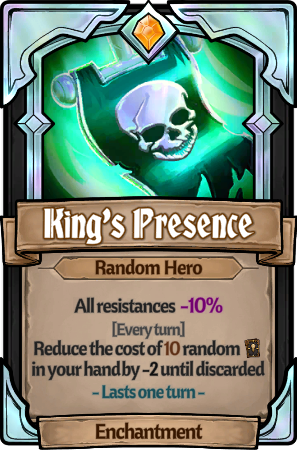 King's Presence
Random Hero
All resistances -10%
[Every turn]
Reduce the cost of 10 random
in your hand by -2 until discarded
- Lasts one turn -
Enchantment